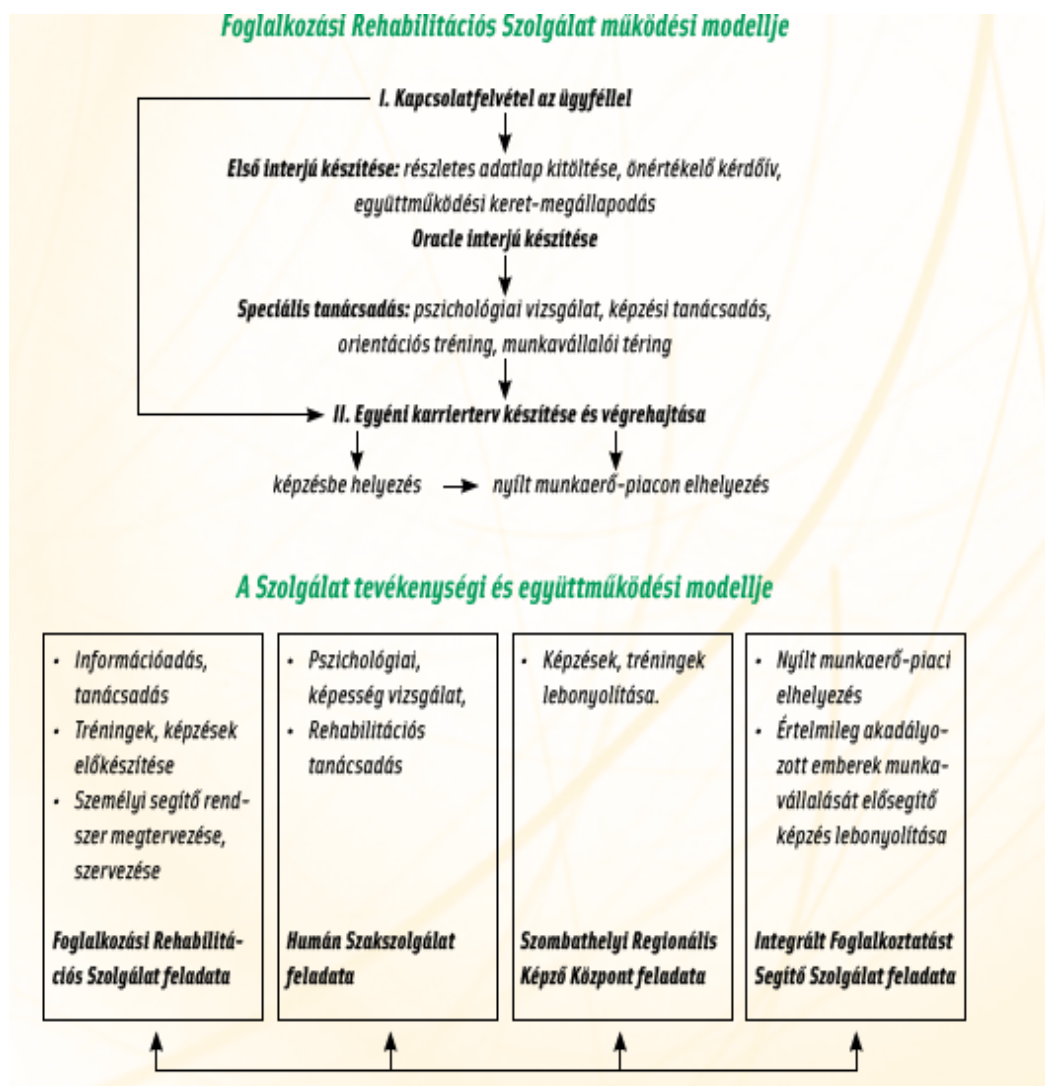 Foglalkozási Rehabilitációs Szolgálat működési modellje
I. Kapcsolatfelvétel az ügyféllel
Első interjú készítése: részletes adatlap kitöltése, önértékelő kérdőív,
együttműködési keret-megállapodás
Oracle interjú készítése
Speciális tanácsadás: pszichológiai vizsgálat, képzési tanácsadás,
orientációs tréning, munkavállalói téring
II. Egyéni karrierterv készítése és végrehajtása
képzésbe helyezés
nyílt munkaerő-piacon elhelyezés
A Szolgálat tevékenységi és együttműködési modellje
• Információadás,
tanácsadás
• Tréningek, képzések
előkészítése
• Személyi segítő rend-
szer megtervezése,
szervezése
Foglalkozási Rehabilitá-
ciós Szolgálat feladata
• Pszichológiai,
képesség vizsgálat,
• Rehabilitációs
tanácsadás
Humán Szakszolgálat
feladata
• Képzések, tréningek
lebonyolítása.
Szombathelyi Regionális
Képző Központ feladata
• Nyílt munkaerő-piaci
elhelyezés
• Értelmileg akadályo-
zott emberek munka-
vállalását elősegítő
képzés lebonyolítása
Integrált Foglalkoztatást
Segítő Szolgálat feladata